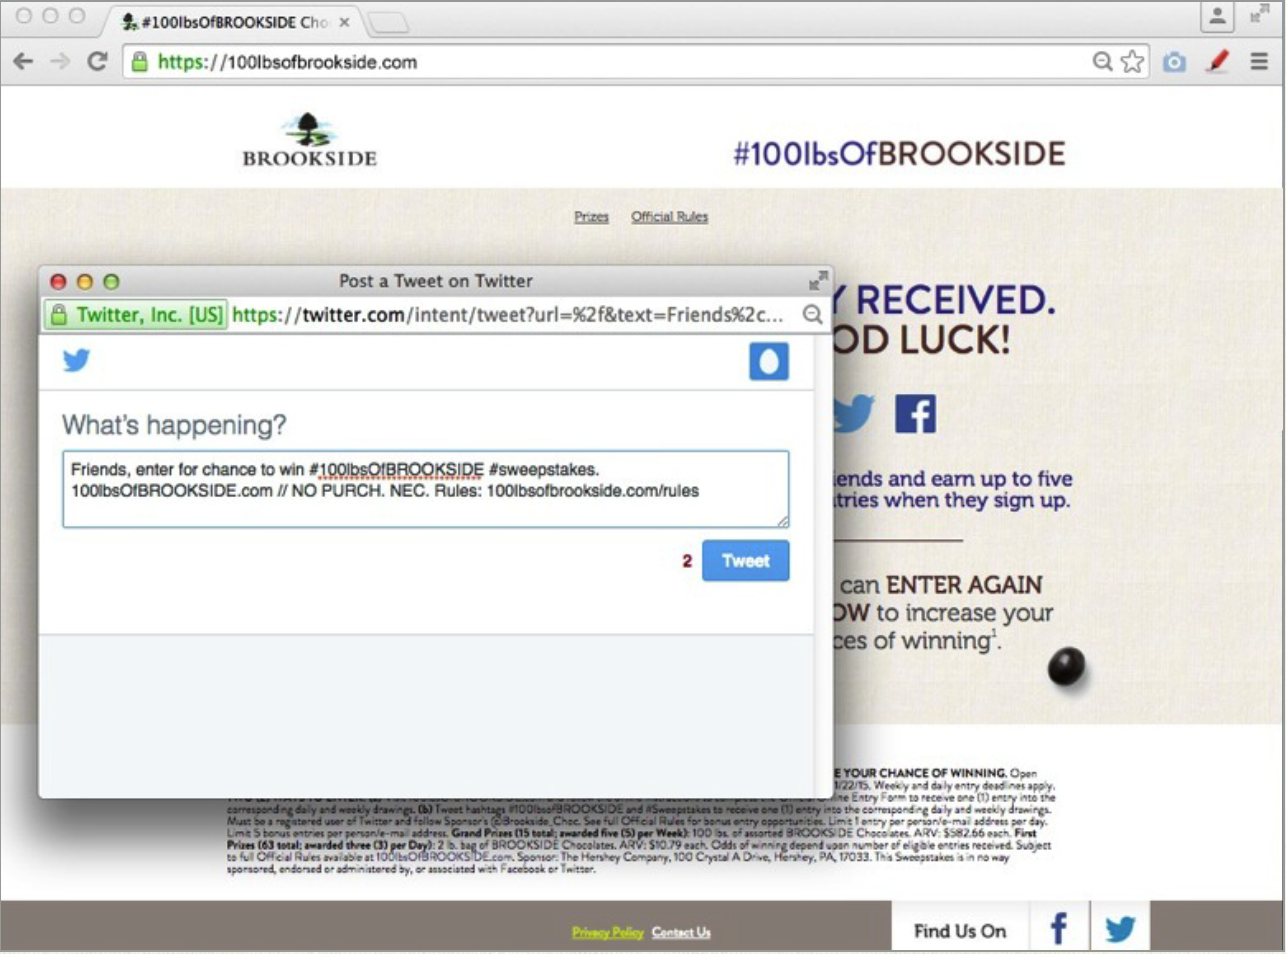 #100lbsOfBROOKSIDE Cho
https://100lbsofbrookside.com
BROOKSIDE
#100lbsOfBROOKSIDE
Prizes Official Rules
Post a Tweet on Twitter
Twitter, Inc. [US] https://twitter.com/intent/tweet?url=%2f&text=Friends%2c...
What's happening?
Friends, enter for chance to win #100lbsOfBROOKSIDE #sweepstakes.
100lbsOfBROOKSIDE.com // NO PURCH. NEC. Rules: 100lbsofbrookside.com/rules
2 Tweet
Y RECEIVED.
OD LUCK!
iends and earn up to five
tries when they sign up.
can ENTER AGAIN
OW to increase your
ces of winning¹.
E YOUR CHANCE OF WINNING. Open
1/22/15. Weekly and daily entry deadlines apply.
ine Entry Form to receive one (1) entry into the
corresponding daily and weekly drawings. (b) Tweet hashtags #100lbsofBROOKSIDE and #Sweepstakes to receive one (1) entry into the corresponding daily and weekly drawings.
Must be a registered user of Twitter and follow Sponsor's @Brookside_Choc. See full Official Rules for bonus entry opportunities. Limit 1 entry per person/e-mail address per day.
Limit 5 bonus entries per person/e-mail address. Grand Prizes (15 total; awarded five (5) per Week): 100 lbs. of assorted BROOKSIDE Chocolates. ARV: $582.66 each. First
Prizes (63 total; awarded three (3) per Day): 2 lb. bag of BROOKSIDE Chocolates. ARV: $10.79 each. Odds of winning depend upon number of eligible entries received. Subject
to full Official Rules available at 100lbsOfBROOKSIDE.com. Sponsor: The Hershey Company, 100 Crystal A Drive, Hershey, PA, 17033. This Sweepstakes is in no way
sponsored, endorsed or administered by, or associated with Facebook or Twitter.
Privacy Policy Contact Us
Find Us On